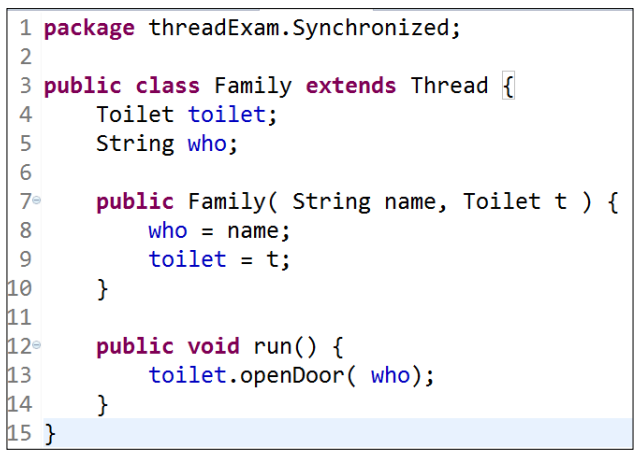 1 package threadExam.Synchronized;
2
3 public class Family extends Thread {
4     Toilet toilet;
5     String who;
6
7     public Family( String name, Toilet t ) {
8         who = name;
9         toilet = t;
10     }
11
12     public void run() {
13         toilet.openDoor( who);
14     }
15 }